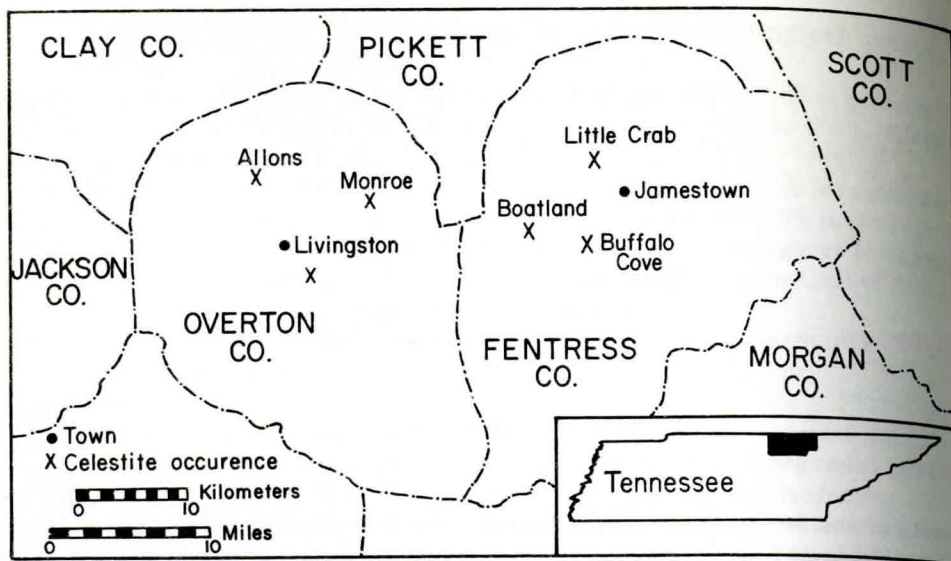 CLAY CO.
PICKETT
CO.
SCOTT
CO.
Little Crab
X
Allons
X
Monroe
X
Jamestown
Boatland
X
X Buffalo
Cove
Livingston
X
JACKSON
CO.
OVERTON
CO.
FENTRESS
CO.
MORGAN
CO.
Town
X Celestite occurence
Kilometers
0 10
Miles
0 10
Tennessee